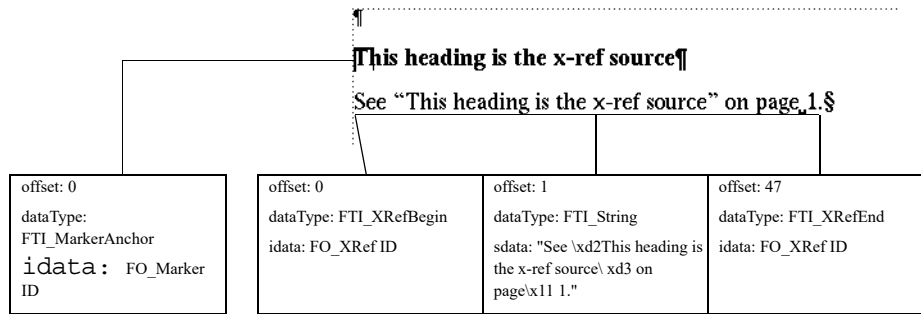 ¶
This heading is the x-ref source¶
See “This heading is the x-ref source” on page 1.§
offset: 0
dataType:
FTI_MarkerAnchor
idata: FO_Marker
ID
offset: 0
dataType: FTI_XRefBegin
idata: FO_XRef ID
offset: 1
dataType: FTI_String
sdata: "See \xd2This heading is
the x-ref source\ xd3 on
page\x11 1."
offset: 47
dataType: FTI_XRefEnd
idata: FO_XRef ID